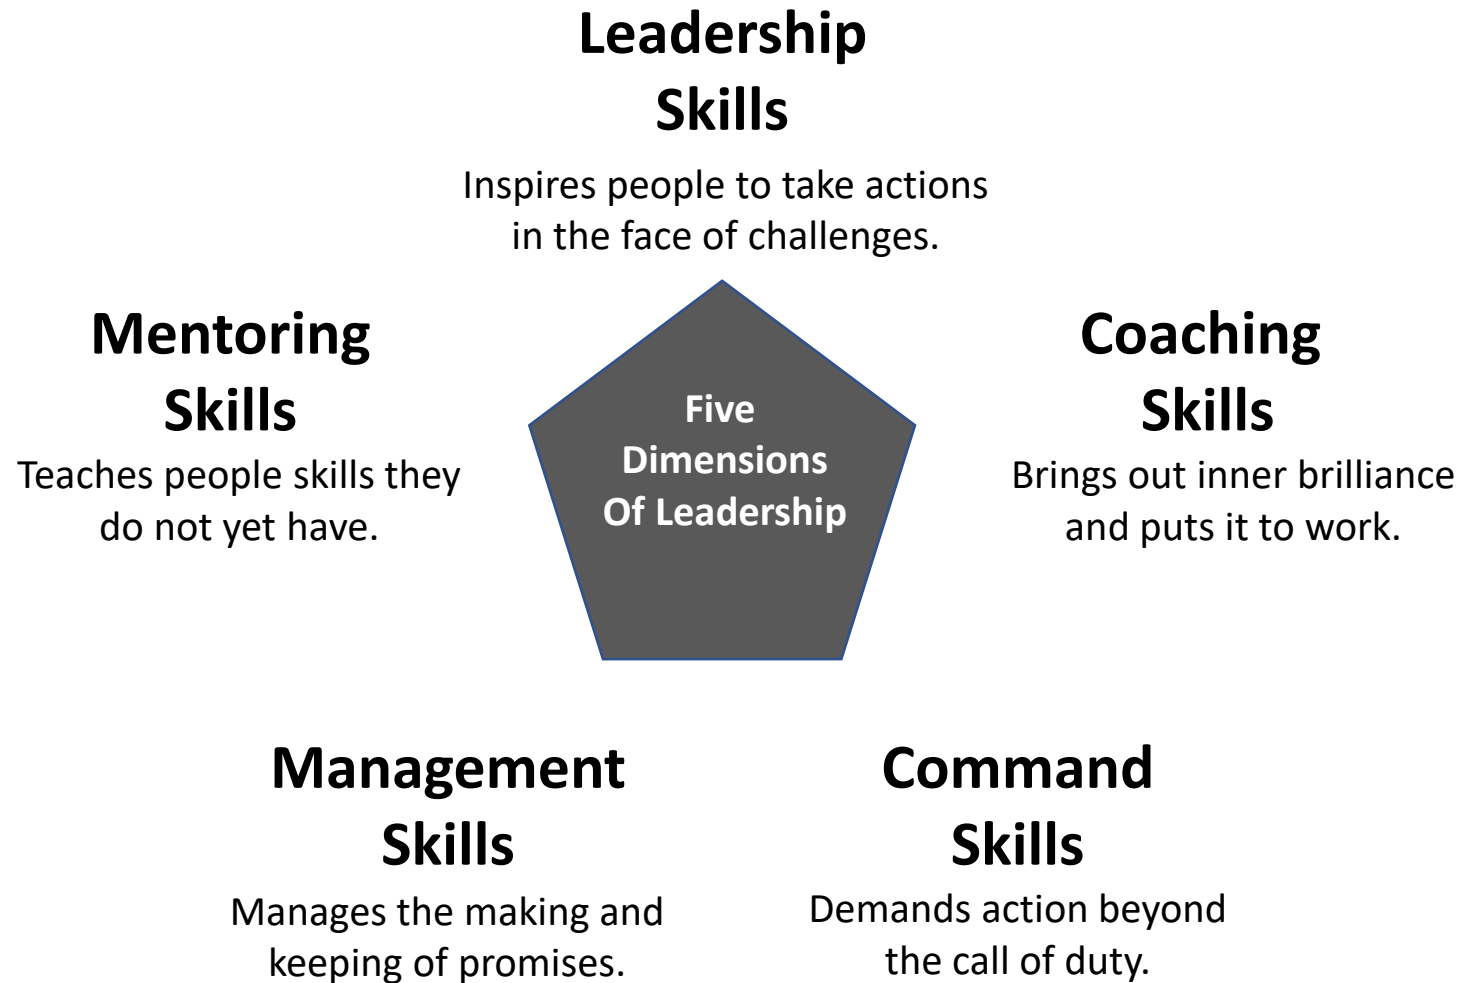 Leadership
Skills
Inspires people to take actions
in the face of challenges.
Mentoring
Skills
Teaches people skills they
do not yet have.
Five
Dimensions
Of Leadership
Coaching
Skills
Brings out inner brilliance
and puts it to work.
Management
Skills
Manages the making and
keeping of promises.
Command
Skills
Demands action beyond
the call of duty.